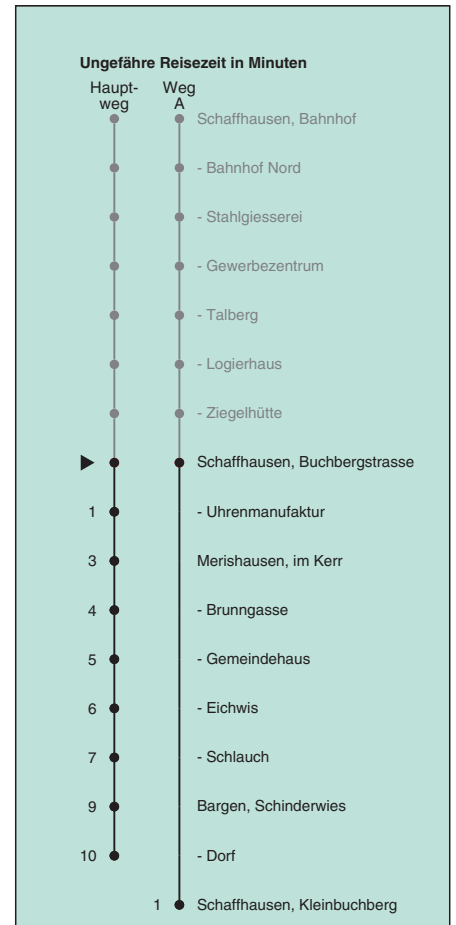 Ungefähre Reisezeit in Minuten
Haupt- Weg
weg A
Schaffhausen, Bahnhof
- Bahnhof Nord
- Stahlgiesserei
- Gewerbezentrum
- Talberg
- Logierhaus
- Ziegelhütte
Schaffhausen, Buchbergstrasse
1 - Uhrenmanufaktur
3 Merishausen, im Kerr
4 - Brunngasse
5 - Gemeindehaus
6 - Eichwis
7 - Schlauch
9 Bargen, Schinderwies
10 - Dorf
1 Schaffhausen, Kleinbuchberg